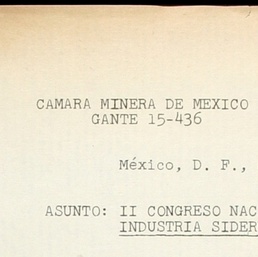 CAMARA MINERA DE MEXICO
GANTE 15-436
México, D. F.,
ASUNTO: II CONGRESO NAC
INDUSTRIA SIDER